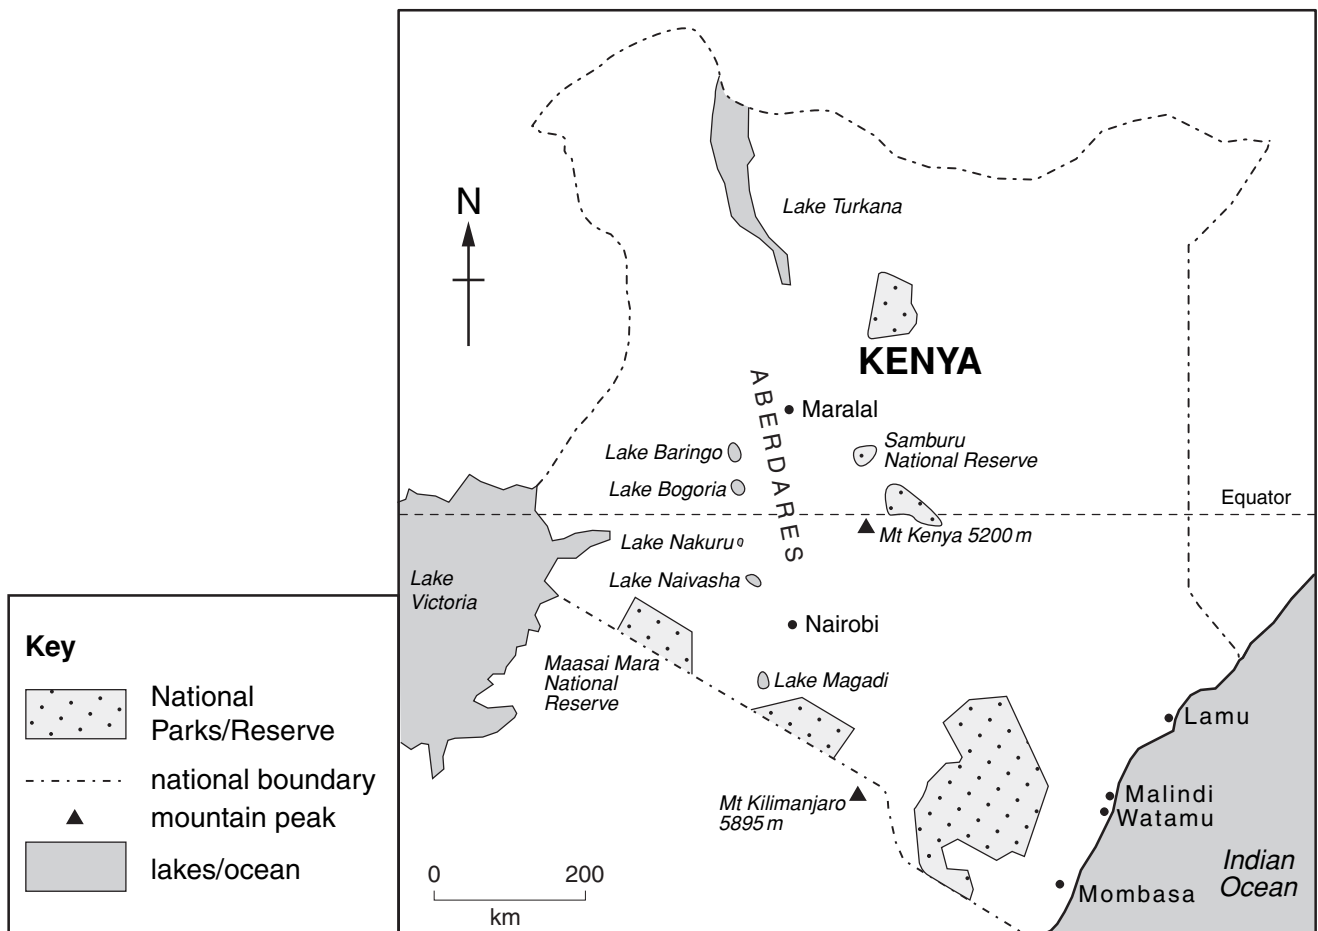 N
Lake Turkana
KENYA
ABERDARES
Maralal
Lake Baringo
Samburu
National Reserve
Lake Bogoria
Equator
Mt Kenya 5200 m
Lake Nakuru
Lake Naivasha
Lake
Victoria
Nairobi
Maasai Mara
National
Reserve
Lake Magadi
Lamu
Mt Kilimanjaro
5895 m
Malindi
Watamu
Indian
Ocean
Mombasa
0 200
km
Key
National
Parks/Reserve
national boundary
mountain peak
lakes/ocean